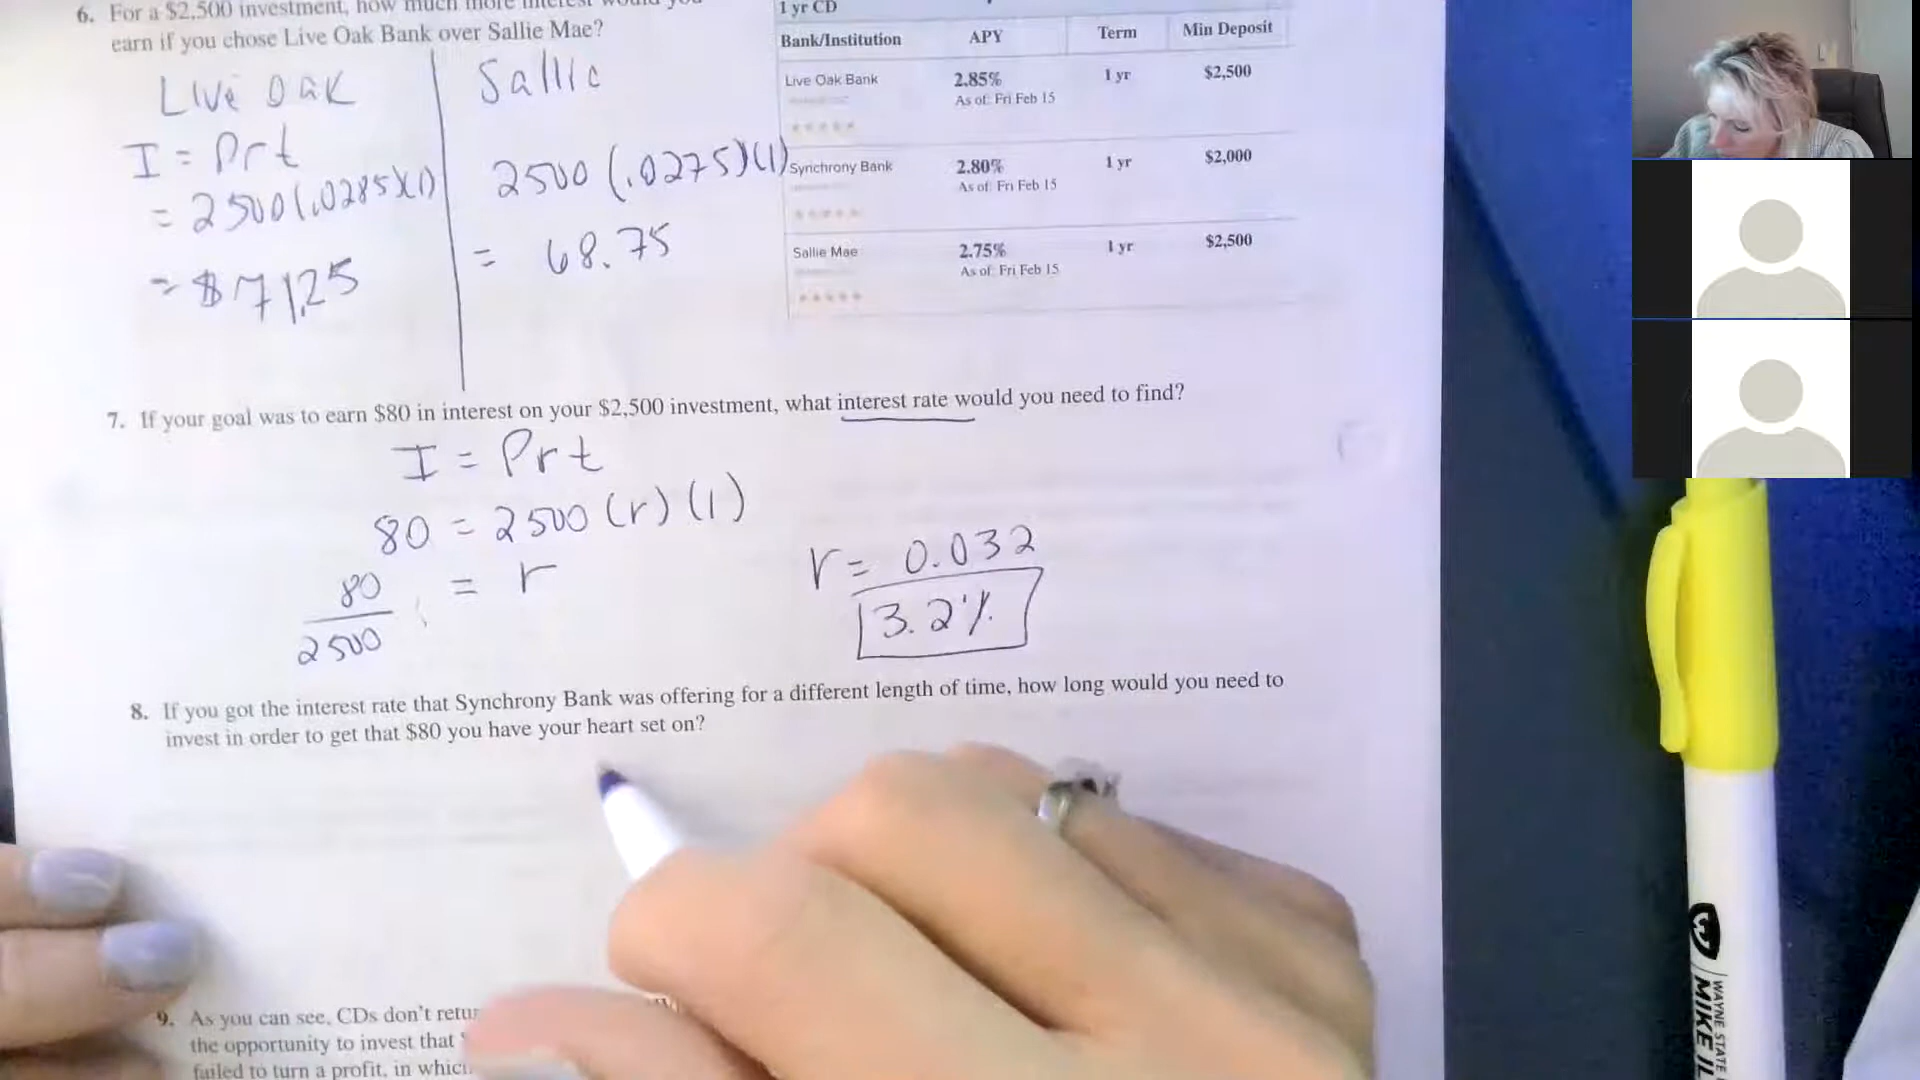 6. For a $2,500 investment, how much more interest would you
earn if you chose Live Oak Bank over Sallie Mae?
Live Oak
I = Prt
= 2500(.0285)(1)
= $71.25
Sallie
2500 (.0275)(1)
= 68.75
1 yr CD
Bank/Institution APY Term Min Deposit
Live Oak Bank 2.85% 1 yr $2,500
As of: Fri Feb 15
Synchrony Bank 2.80% 1 yr $2,000
As of: Fri Feb 15
Sallie Mae 2.75% 1 yr $2,500
As of: Fri Feb 15
7. If your goal was to earn $80 in interest on your $2,500 investment, what interest rate would you need to find?
I = Prt
80 = 2500 (r) (1)
80
2500
= r
r = 0.032
3.2%
8. If you got the interest rate that Synchrony Bank was offering for a different length of time, how long would you need to
invest in order to get that $80 you have your heart set on?
9. As you can see, CDs don't
the opportunity to invest that
failed to turn a profit, in
WAYNE STATE